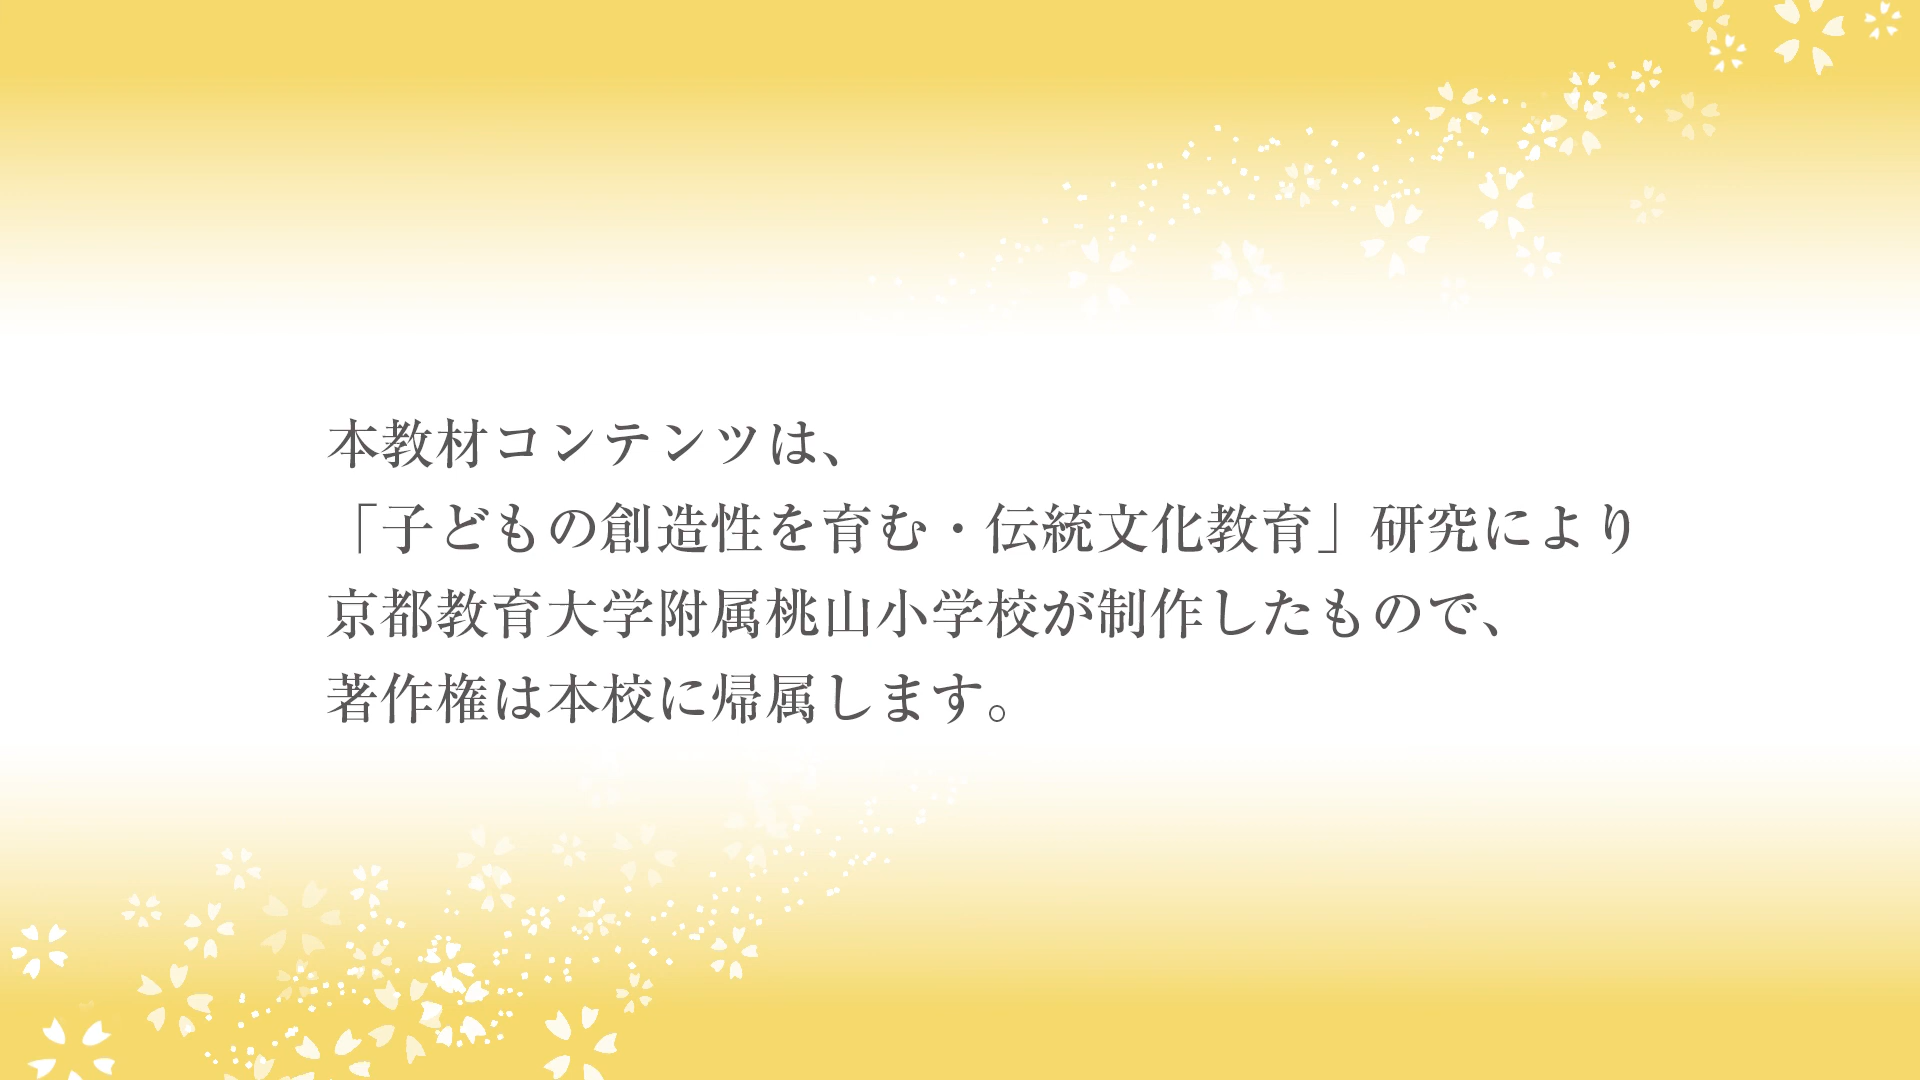 本教材コンテンツは、
「子どもの創造性を育む・伝統文化教育」研究により
京都教育大学附属桃山小学校が制作したもので、
著作権は本校に帰属します。